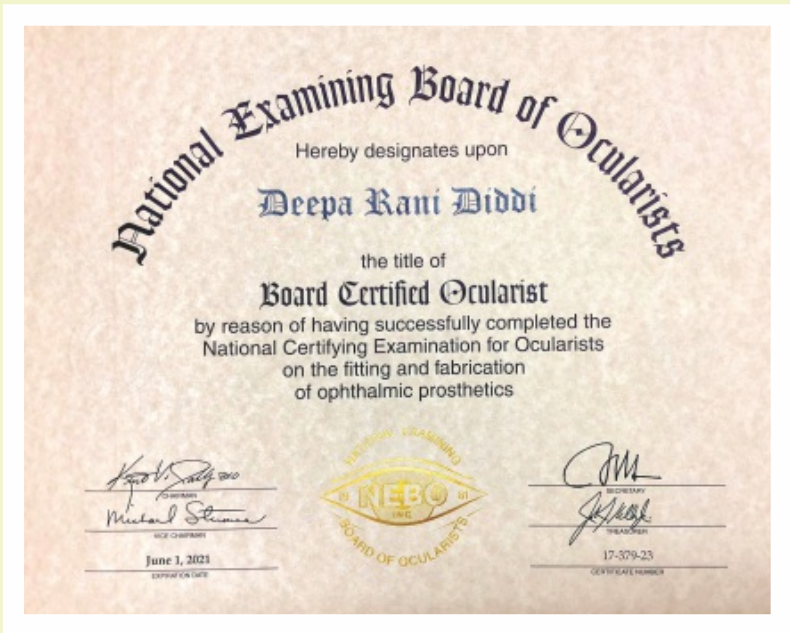 National Examining Board of Ocularists
Hereby designates upon
Deepa Rani Diddi
the title of
Board Certified Ocularist
by reason of having successfully completed the
National Certifying Examination for Ocularists
on the fitting and fabrication
of ophthalmic prosthetics
NATIONAL EXAMINING
19 NEBO 81
INC
BOARD OF OCULARISTS
CHAIRMAN
Michael
VICE CHAIRMAN
June 1, 2021
EXPIRATION DATE
SECRETARY
TREASURER
17-379-23
CERTIFICATE NUMBER